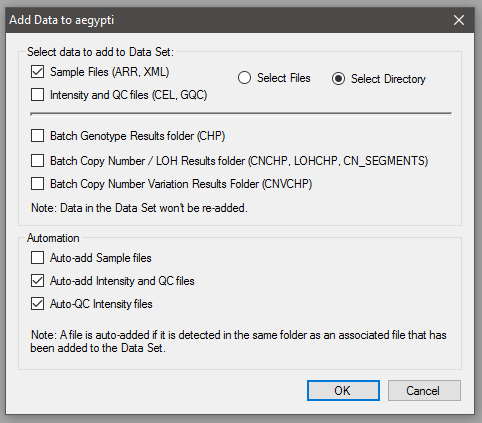 Add Data to aegypti
Select data to add to Data Set:
Sample Files (ARR, XML)
Select Files
Select Directory
Intensity and QC files (CEL, GQC)
Batch Genotype Results folder (CHP)
Batch Copy Number / LOH Results folder (CNCHP, LOHCHP, CN_SEGMENTS)
Batch Copy Number Variation Results Folder (CNVCHP)
Note: Data in the Data Set won't be re-added.
Automation
Auto-add Sample files
Auto-add Intensity and QC files
Auto-QC Intensity files
Note: A file is auto-added if it is detected in the same folder as an associated file that has
been added to the Data Set.
OK
Cancel